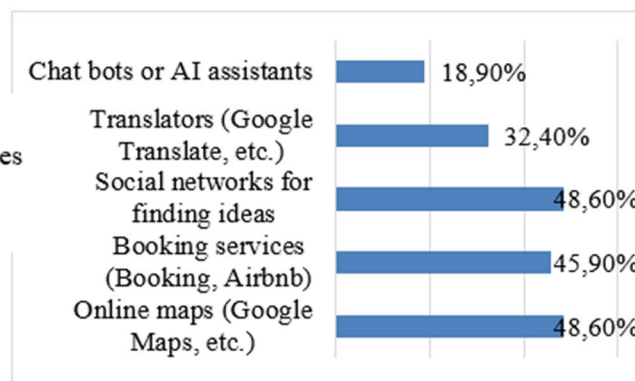 Chat bots or AI assistants
18,90%
Translators (Google
Translate, etc.)
32,40%
es
Social networks for
finding ideas
48,60%
Booking services
(Booking, Airbnb)
45,90%
Online maps (Google
Maps, etc.)
48,60%